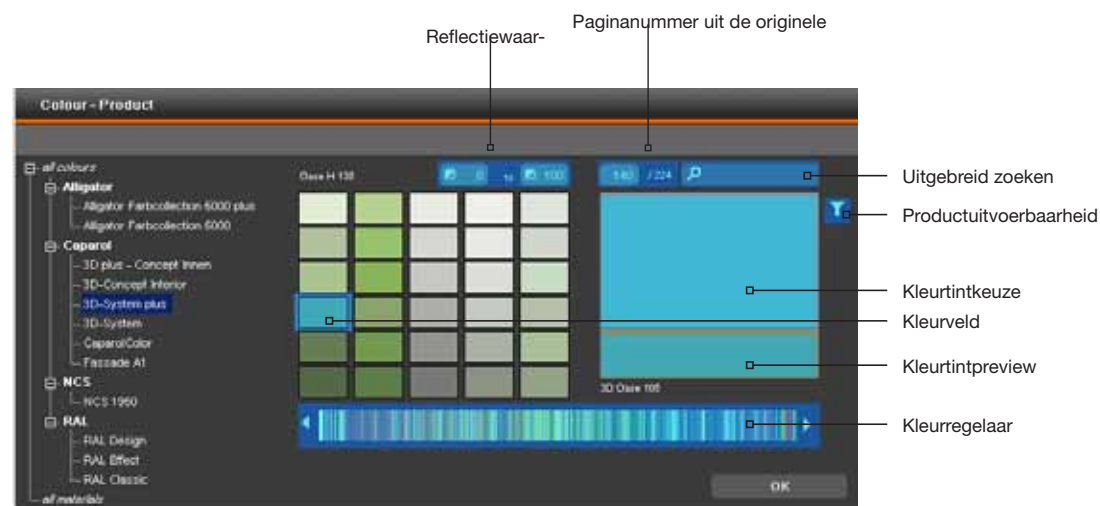 Paginanummer uit de originele
Reflectiewaar-
Colour - Product
all colours
Alligator
Alligator Farbcollection 6000 plus
Alligator Farbcollection 6000
Caparol
3D plus - Concept Innen
3D-Concept Interior
3D-System plus
3D-System
CaparolColor
Fassade A1
NCS
NCS 1950
RAL
RAL Design
RAL Effect
RAL Classic
all materials
Oase H 138
0 to 100
140 / 224
3D Oase 105
OK
Uitgebreid zoeken
Productuitvoerbaarheid
Kleurtintkeuze
Kleurveld
Kleurtintpreview
Kleurregelaar